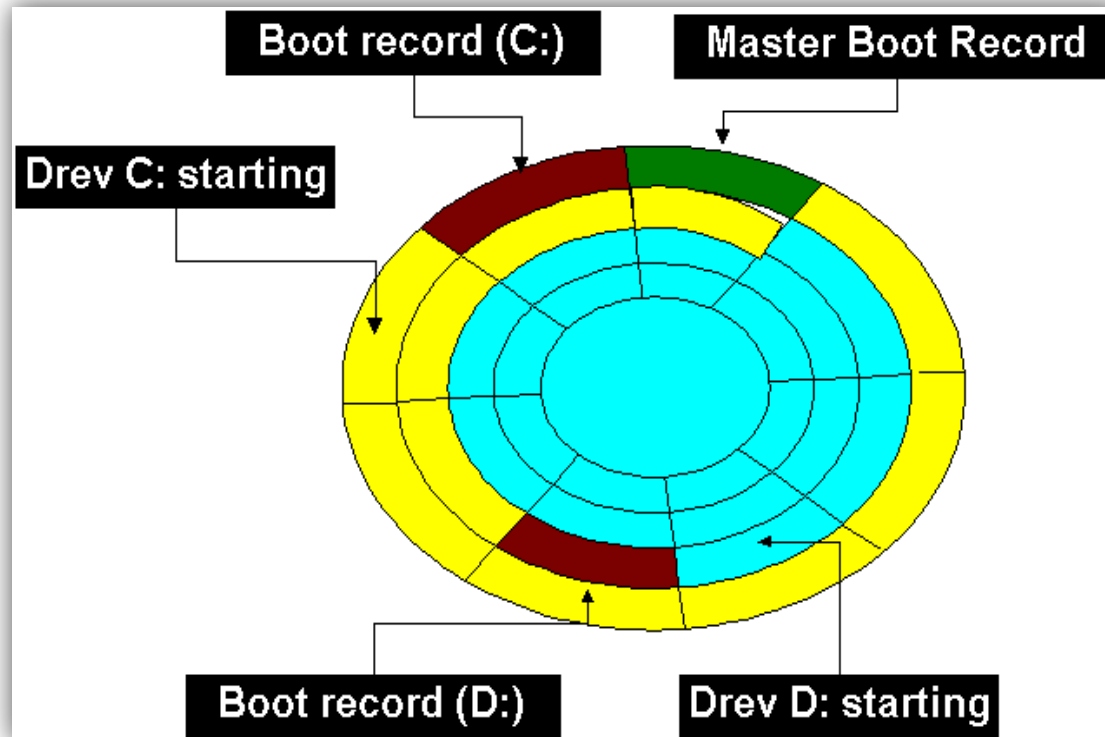 Boot record (C:)
Master Boot Record
Drev C: starting
Boot record (D:)
Drev D: starting